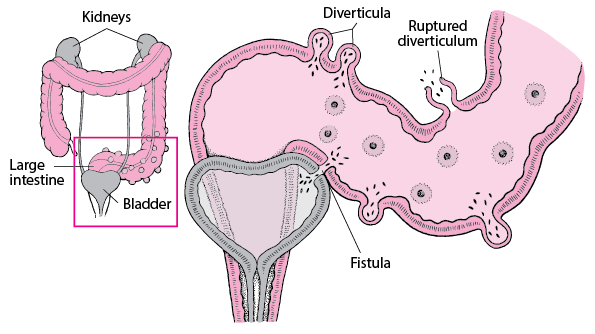 Kidneys
Diverticula
Ruptured
diverticulum
Large
intestine
Bladder
Fistula